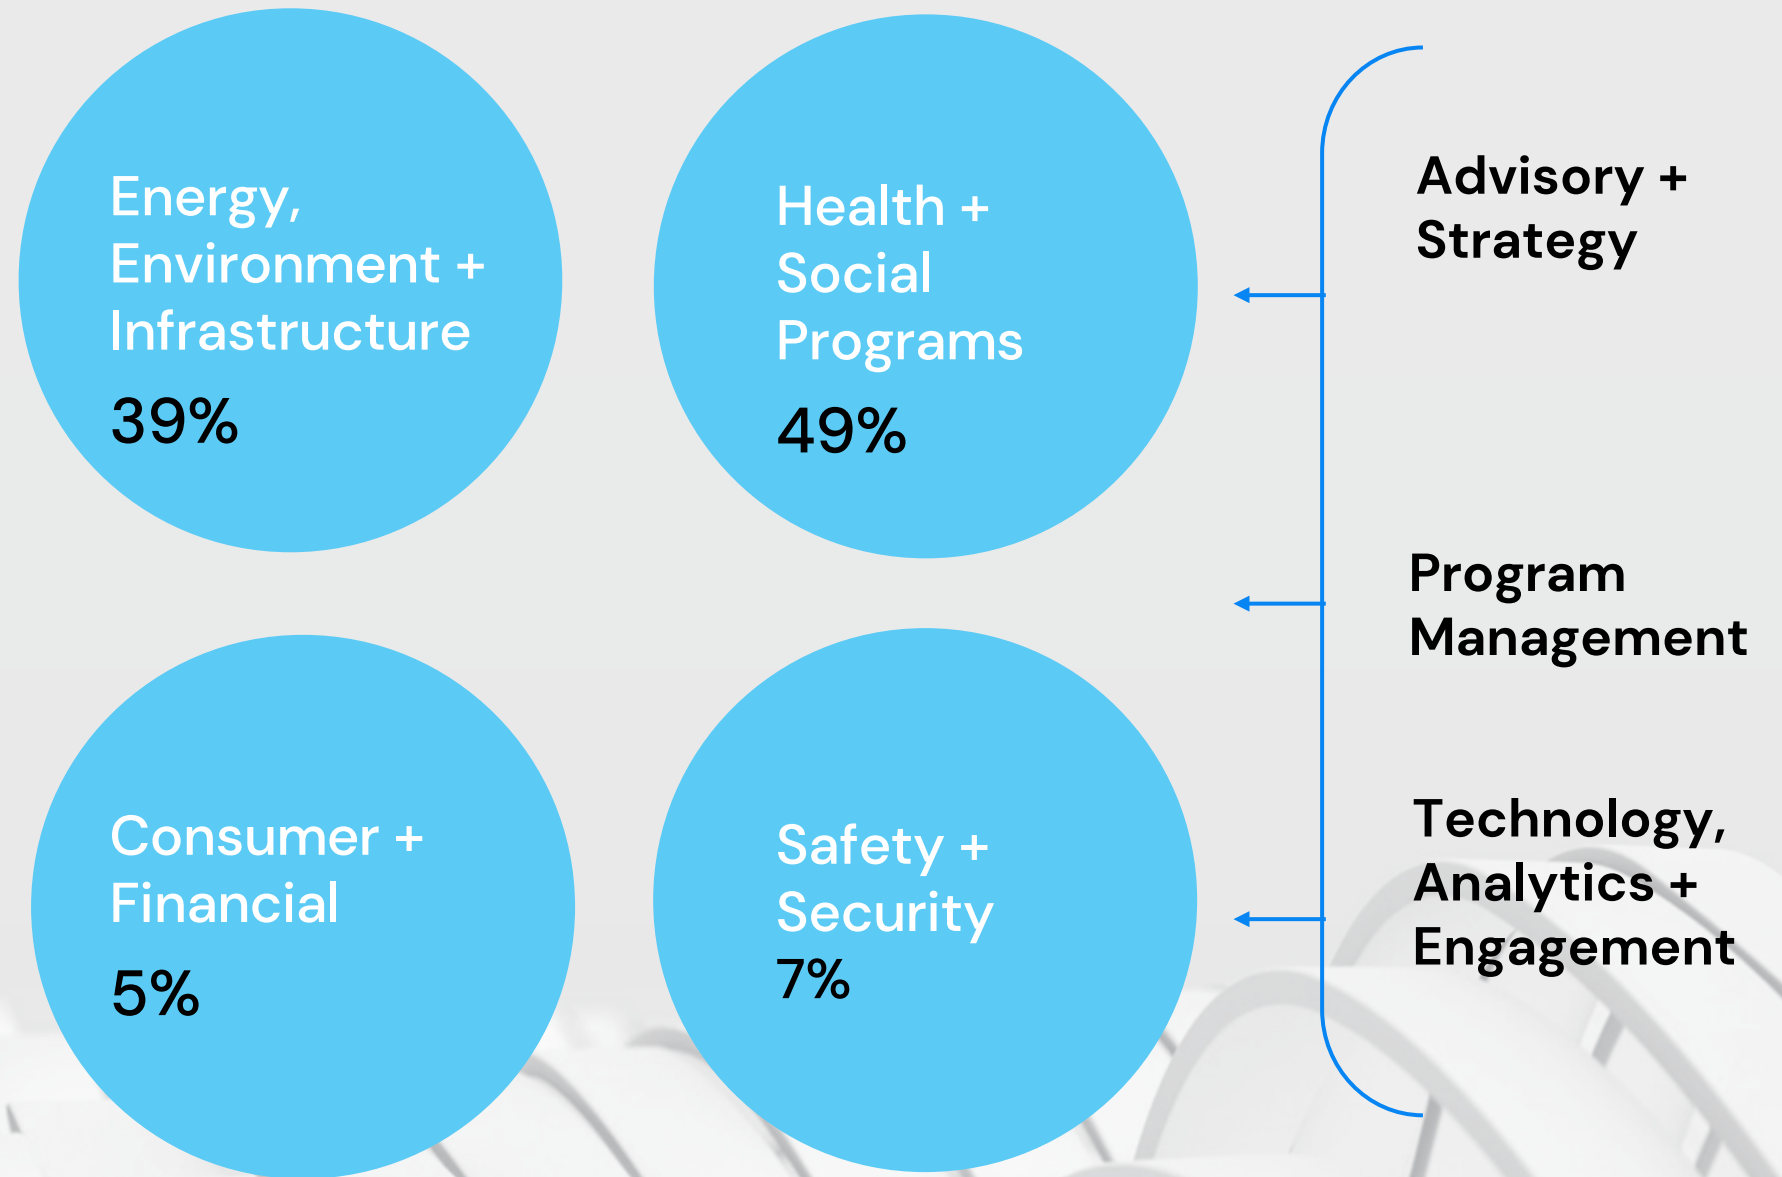 Energy,
Environment +
Infrastructure
39%
Health +
Social
Programs
49%
Consumer +
Financial
5%
Safety +
Security
7%
Advisory +
Strategy
Program
Management
Technology,
Analytics +
Engagement